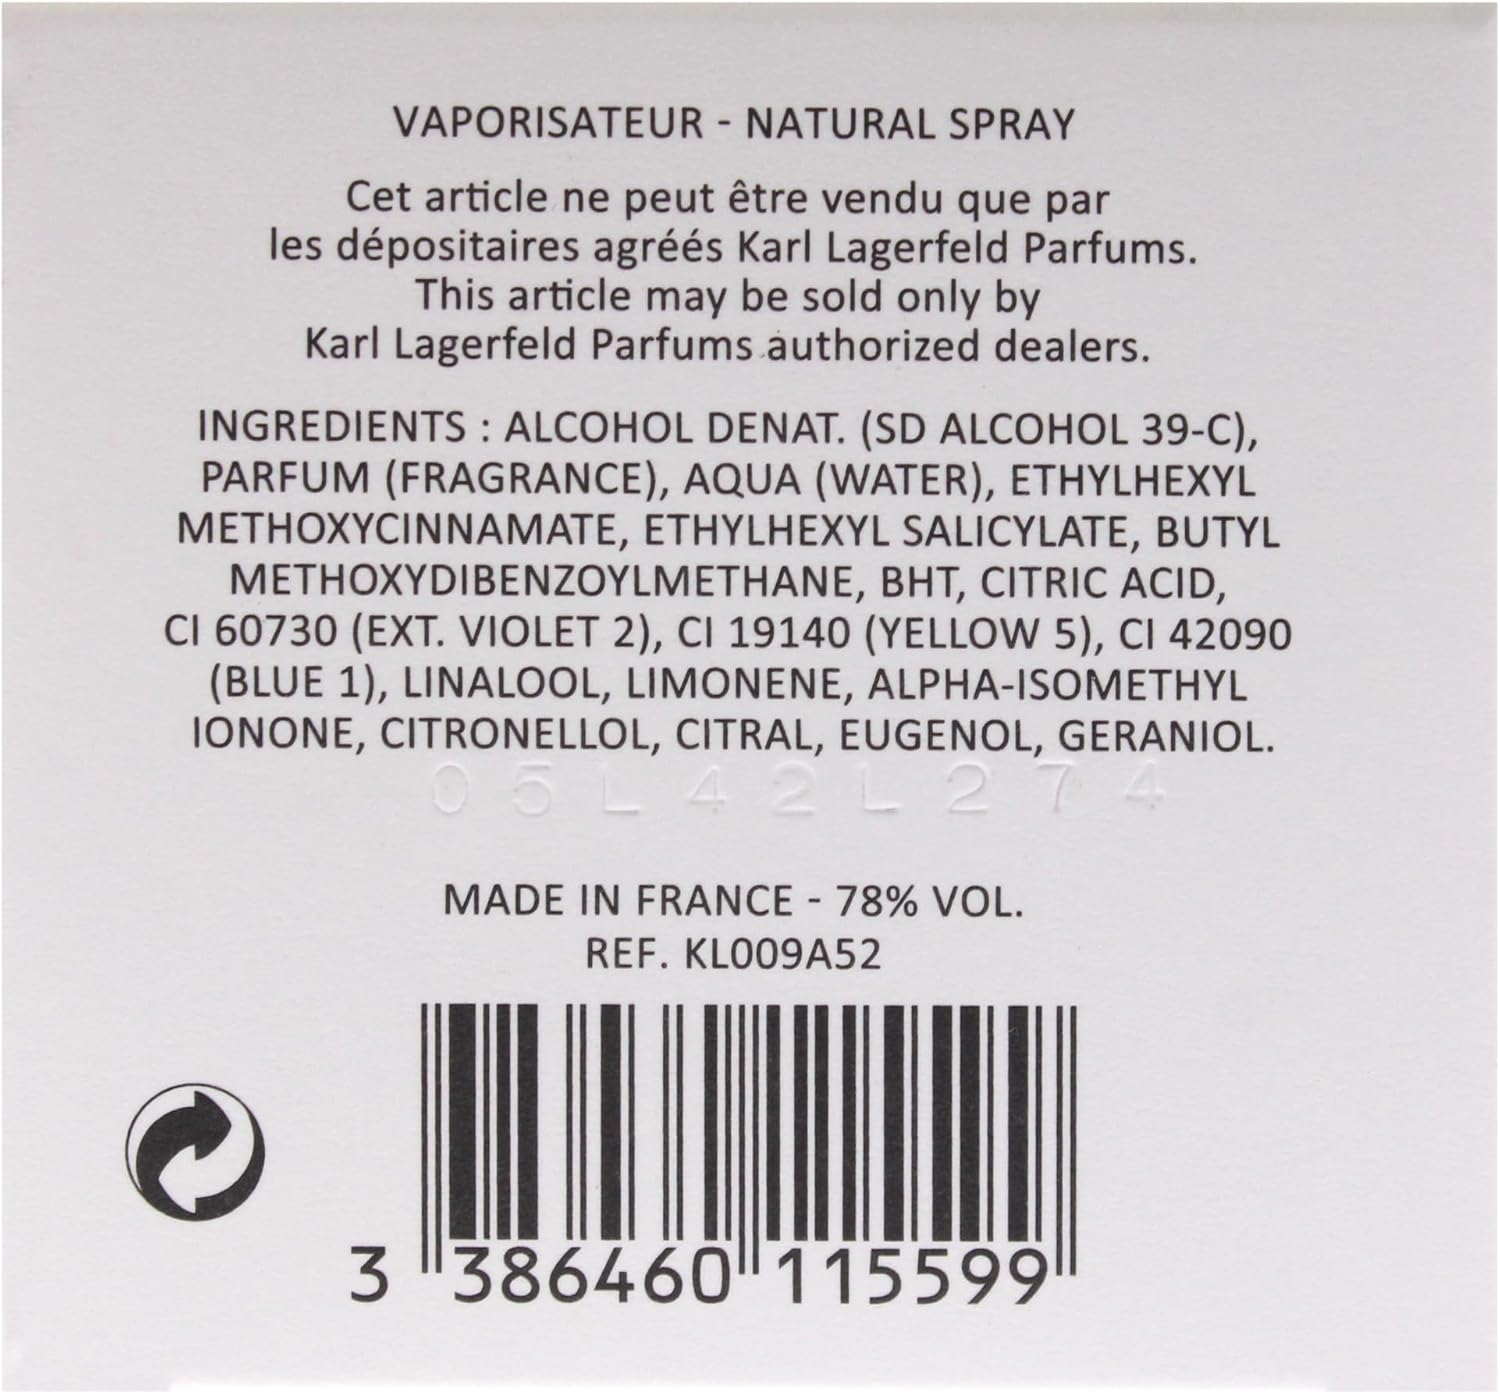 VAPORISATEUR - NATURAL SPRAY
Cet article ne peut être vendu que par
les dépositaires agréés Karl Lagerfeld Parfums.
This article may be sold only by
Karl Lagerfeld Parfums authorized dealers.
INGREDIENTS : ALCOHOL DENAT. (SD ALCOHOL 39-C),
PARFUM (FRAGRANCE), AQUA (WATER), ETHYLHEXYL
METHOXYCINNAMATE, ETHYLHEXYL SALICYLATE, BUTYL
METHOXYDIBENZOYLMETHANE, BHT, CITRIC ACID,
CI 60730 (EXT. VIOLET 2), CI 19140 (YELLOW 5), CI 42090
(BLUE 1), LINALOOL, LIMONENE, ALPHA-ISOMETHYL
IONONE, CITRONELLOL, CITRAL, EUGENOL, GERANIOL.
05L42L274
MADE IN FRANCE - 78% VOL.
REF. KL009A52
3 386460 115599